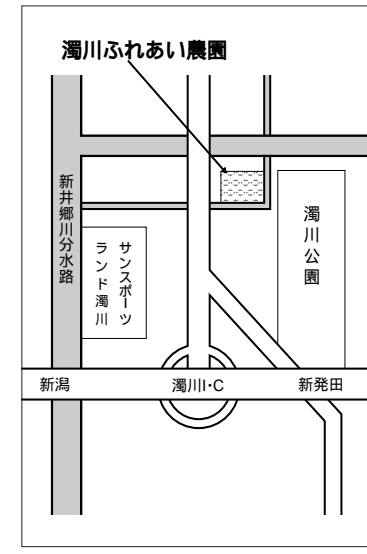 濁川ふれあい農園
新井郷川分水路
サンスポーツ
ランド濁川
濁川公園
新潟
濁川I・C
新発田